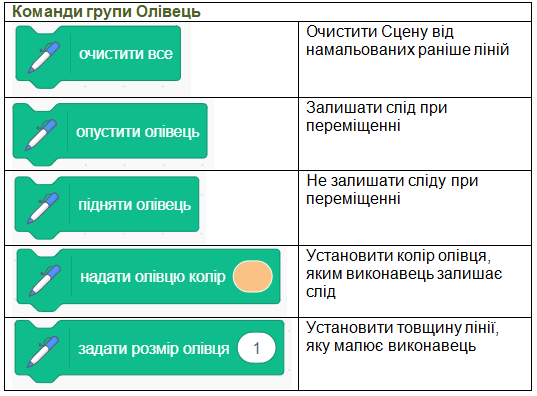 Команди групи Олівець
очистити все
Очистити Сцену від
намальованих раніше ліній
опустити олівець
Залишати слід при
переміщенні
підняти олівець
Не залишати сліду при
переміщенні
надати олівцю колір
Установити колір олівця,
яким виконавець залишає
слід
задати розмір олівця 1
Установити товщину лінії,
яку малює виконавець